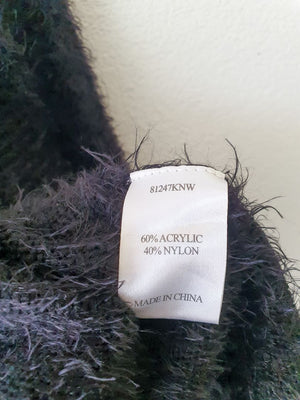 81247KNW
60% ACRYLIC
40% NYLON
MADE IN CHINA